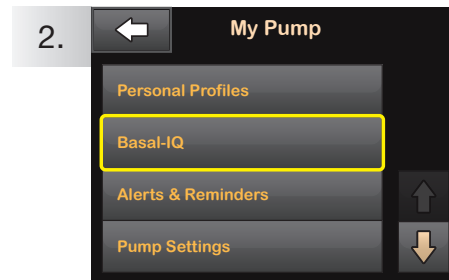 2.
My Pump
Personal Profiles
Basal-IQ
Alerts & Reminders
Pump Settings